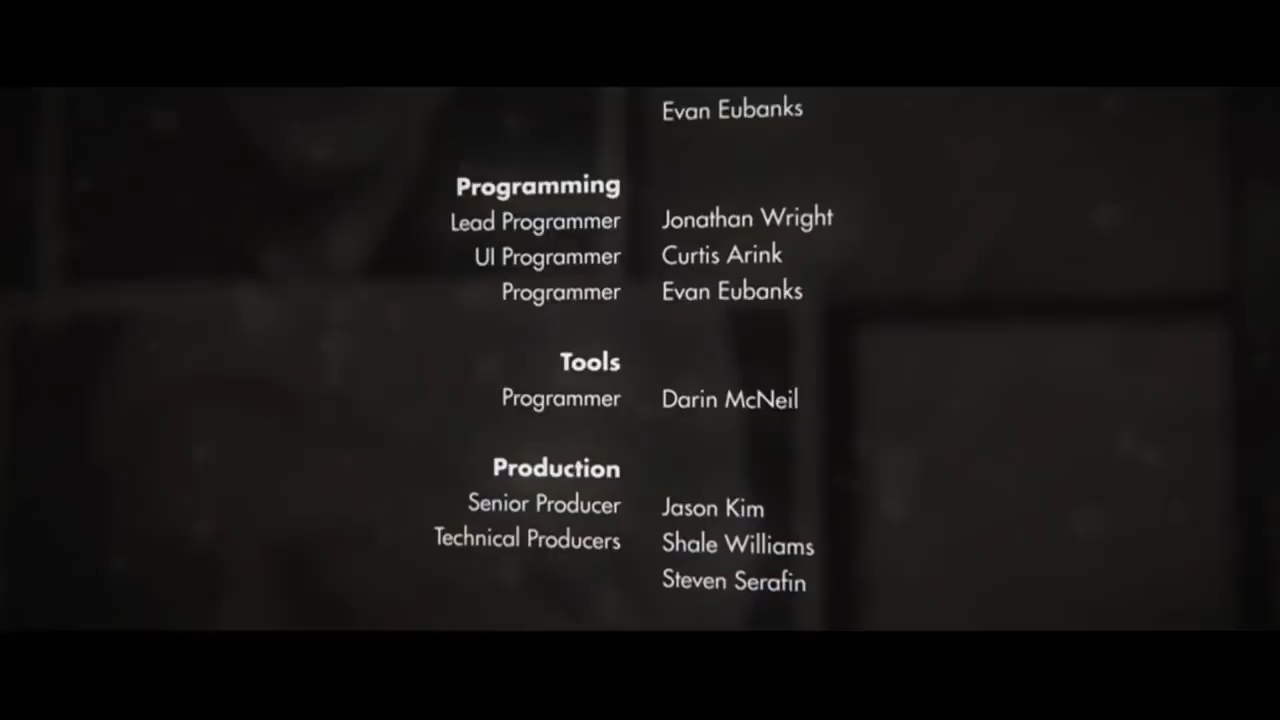 Evan Eubanks
Programming
Lead Programmer Jonathan Wright
UI Programmer Curtis Arink
Programmer Evan Eubanks
Tools
Programmer Darin McNeil
Production
Senior Producer Jason Kim
Technical Producers Shale Williams
Steven Serafin